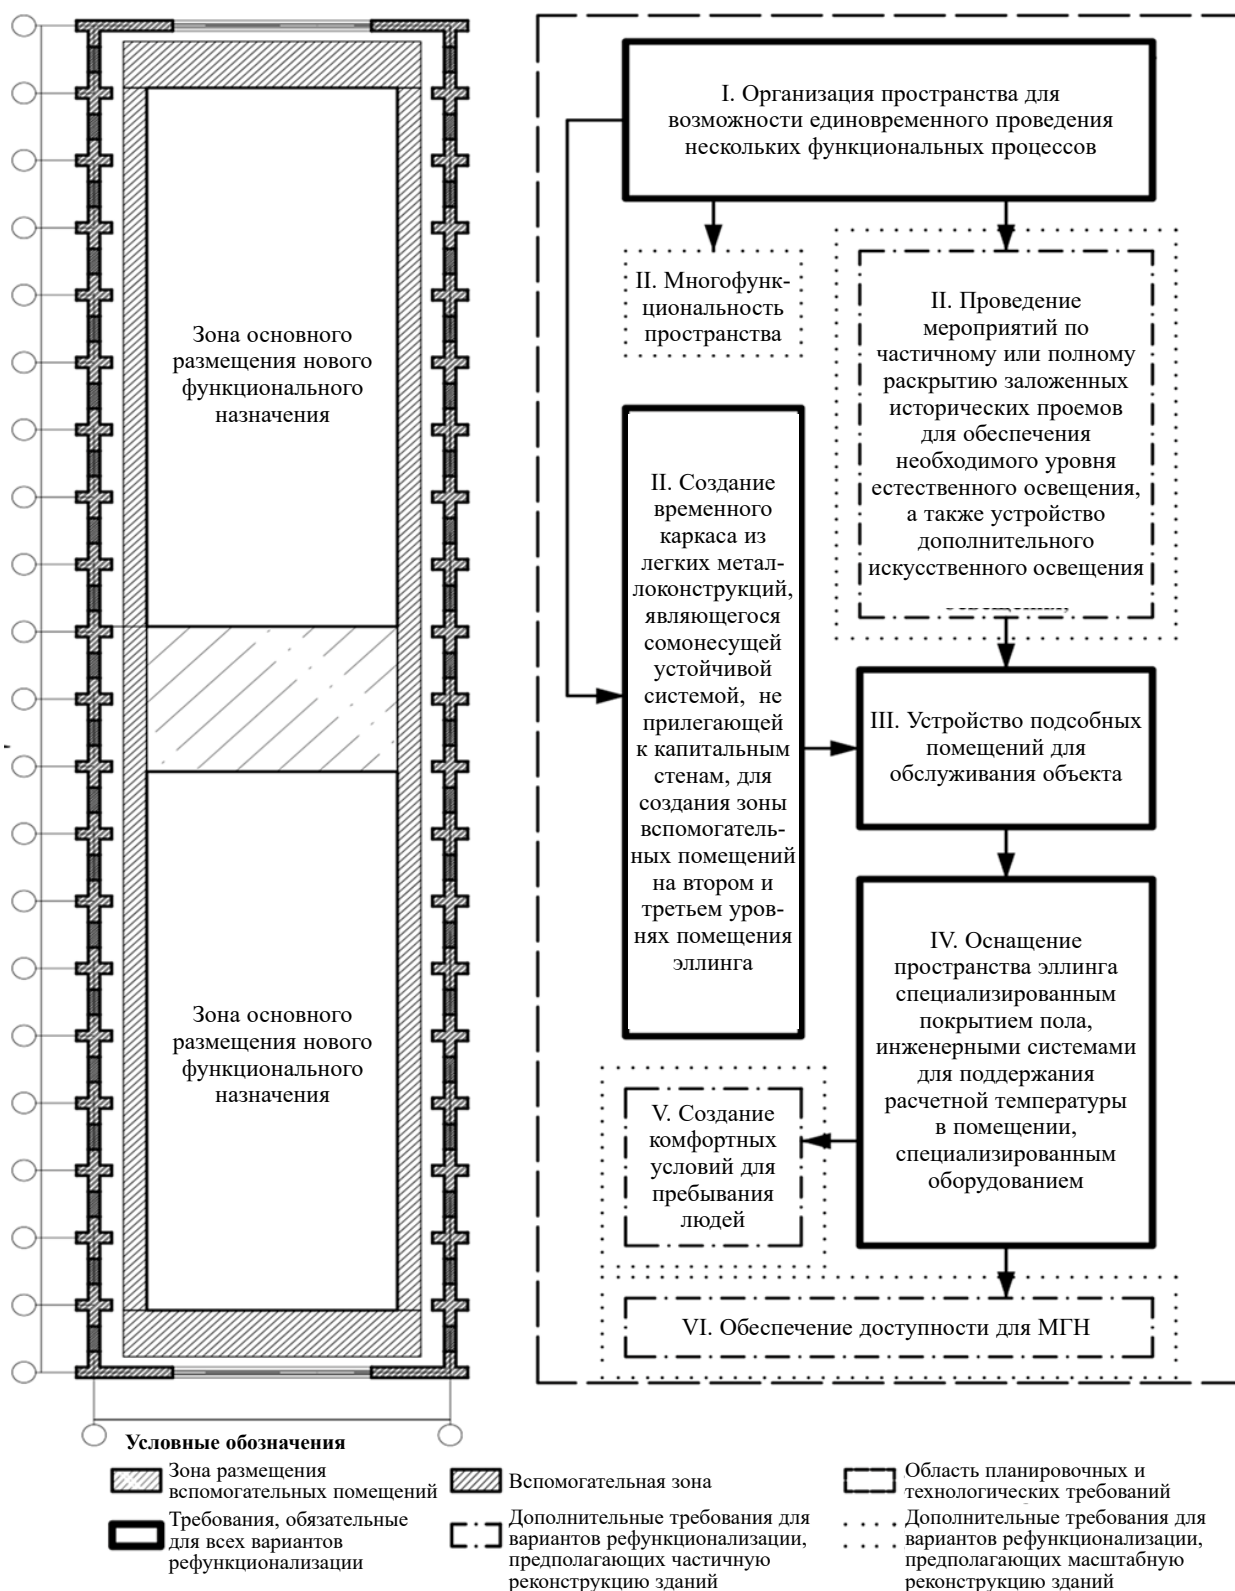 Зона основного
размещения нового
функционального
назначения
Зона основного
размещения нового
функционального
назначения
I. Организация пространства для
возможности единовременного проведения
нескольких функциональных процессов
II. Многофунк-
циональность
пространства
II. Проведение
мероприятий по
частичному или полному
раскрытию заложенных
исторических проемов
для обеспечения
необходимого уровня
естественного освещения,
а также устройство
дополнительного
искусственного освещения
II. Создание
временного
каркаса из
легких метал-
локонструкций,
являющегося
сомонесущей
устойчивой
системой, не
прилегающей
к капитальным
стенам, для
создания зоны
вспомогатель-
ных помещений
на втором и
третьем уров-
нях помещения
эллинга
III. Устройство подсобных
помещений для
обслуживания объекта
IV. Оснащение
пространства эллинга
специализированным
покрытием пола,
инженерными системами
для поддержания
расчетной температуры
в помещении,
специализированным
оборудованием
V. Создание
комфортных
условий для
пребывания
людей
VI. Обеспечение доступности для МГН
Условные обозначения
Зона размещения
вспомогательных помещений
Вспомогательная зона
Область планировочных и
технологических требований
Требования, обязательные
для всех вариантов
рефункционализации
Дополнительные требования для
вариантов рефункционализации,
предполагающих частичную
реконструкцию зданий
Дополнительные требования для
вариантов рефункционализации,
предполагающих масштабную
реконструкцию зданий